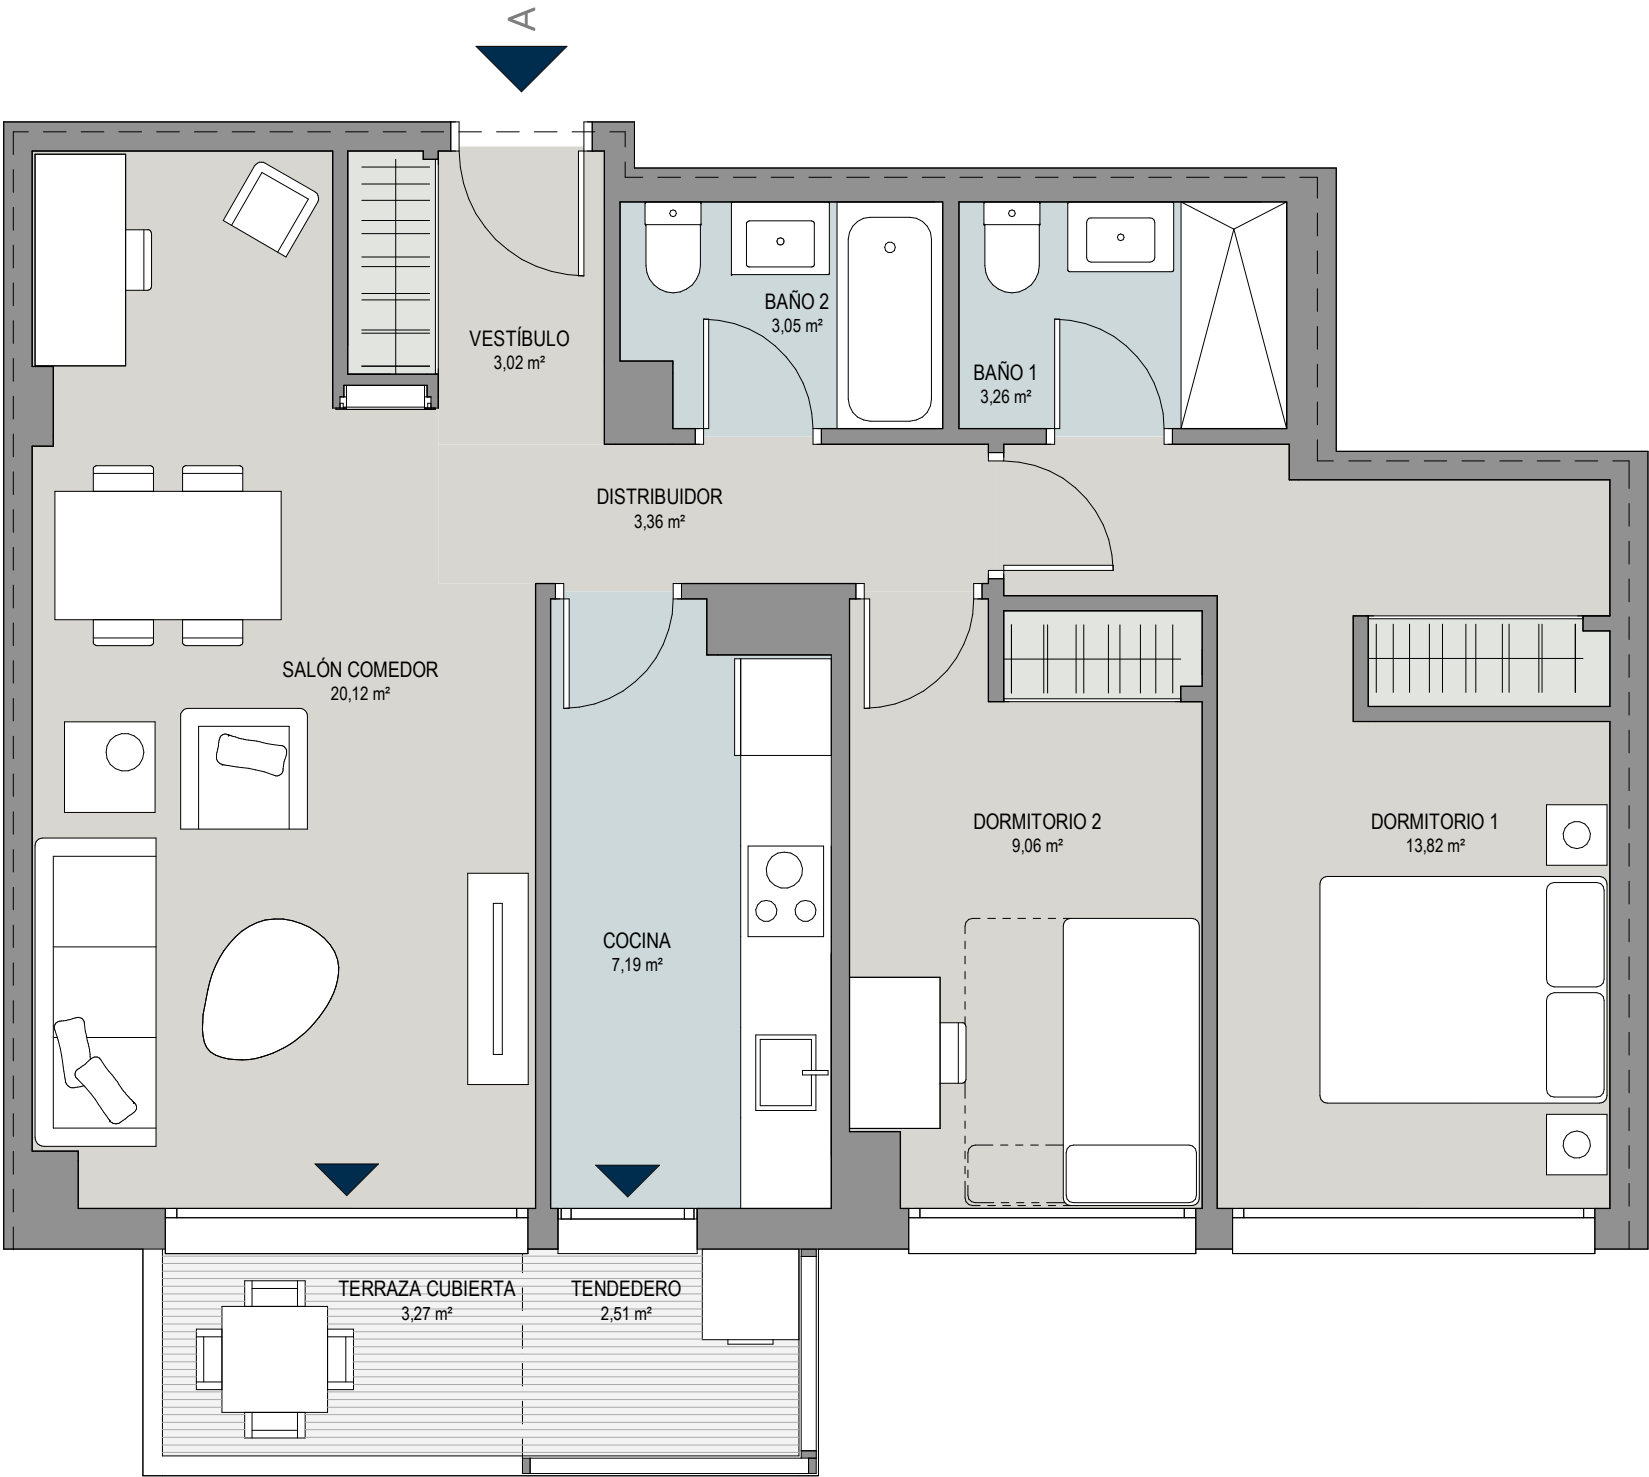 A
VESTÍBULO
3,02 m²
BAÑO 2
3,05 m²
BAÑO 1
3,26 m²
DISTRIBUIDOR
3,36 m²
SALÓN COMEDOR
20,12 m²
DORMITORIO 2
9,06 m²
DORMITORIO 1
13,82 m²
COCINA
7,19 m²
TERRAZA CUBIERTA
3,27 m²
TENDEDERO
2,51 m²